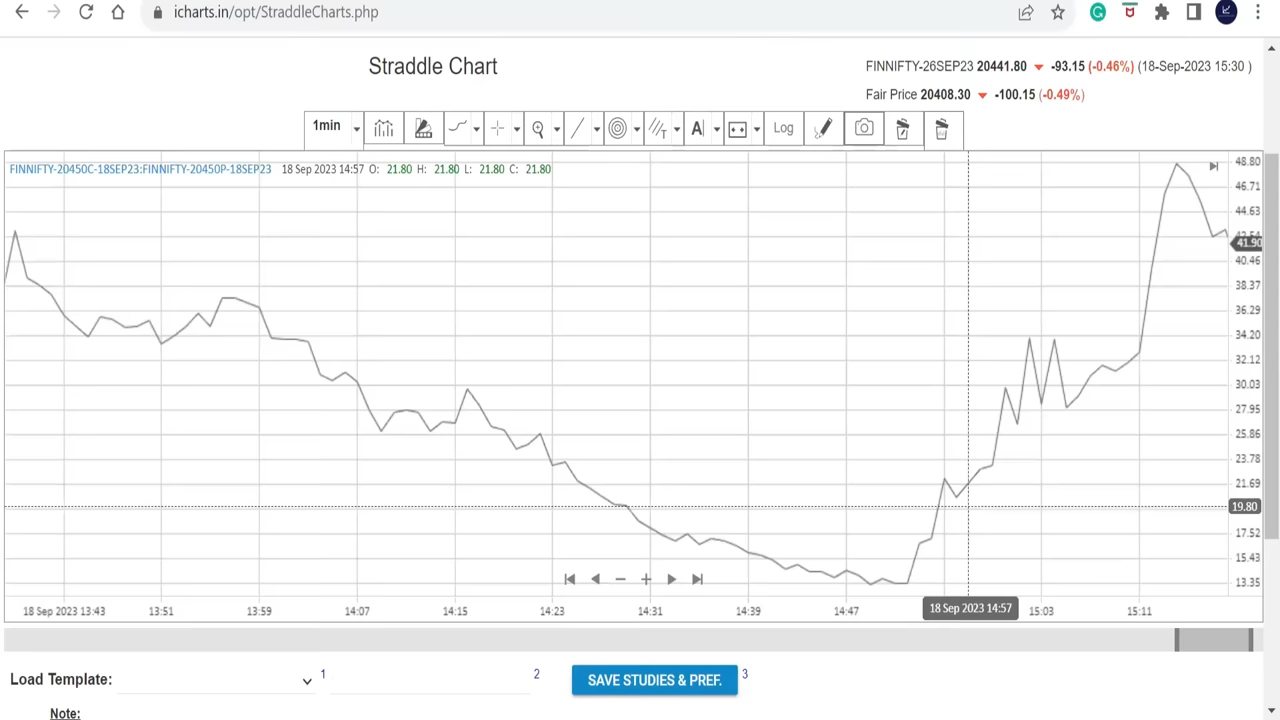 icharts.in/opt/StraddleCharts.php
Straddle Chart
FINNIFTY-26SEP23 20441.80 -93.15 (-0.46%) (18-Sep-2023 15:30 )
Fair Price 20408.30 -100.15 (-0.49%)
1min T A Log
FINNIFTY-20450C-18SEP23:FINNIFTY-20450P-18SEP23 18 Sep 2023 14:57 O: 21.80 H: 21.80 L: 21.80 C: 21.80
48.80
46.71
44.63
42.54
41.90
40.46
38.37
36.29
34.20
32.12
30.03
27.95
25.86
23.78
21.69
19.80
17.52
15.43
13.35
18 Sep 2023 13:43 13:51 13:59 14:07 14:15 14:23 14:31 14:39 14:47 18 Sep 2023 14:57 15:03 15:11
Load Template: 1 2 SAVE STUDIES & PREF. 3
Note: